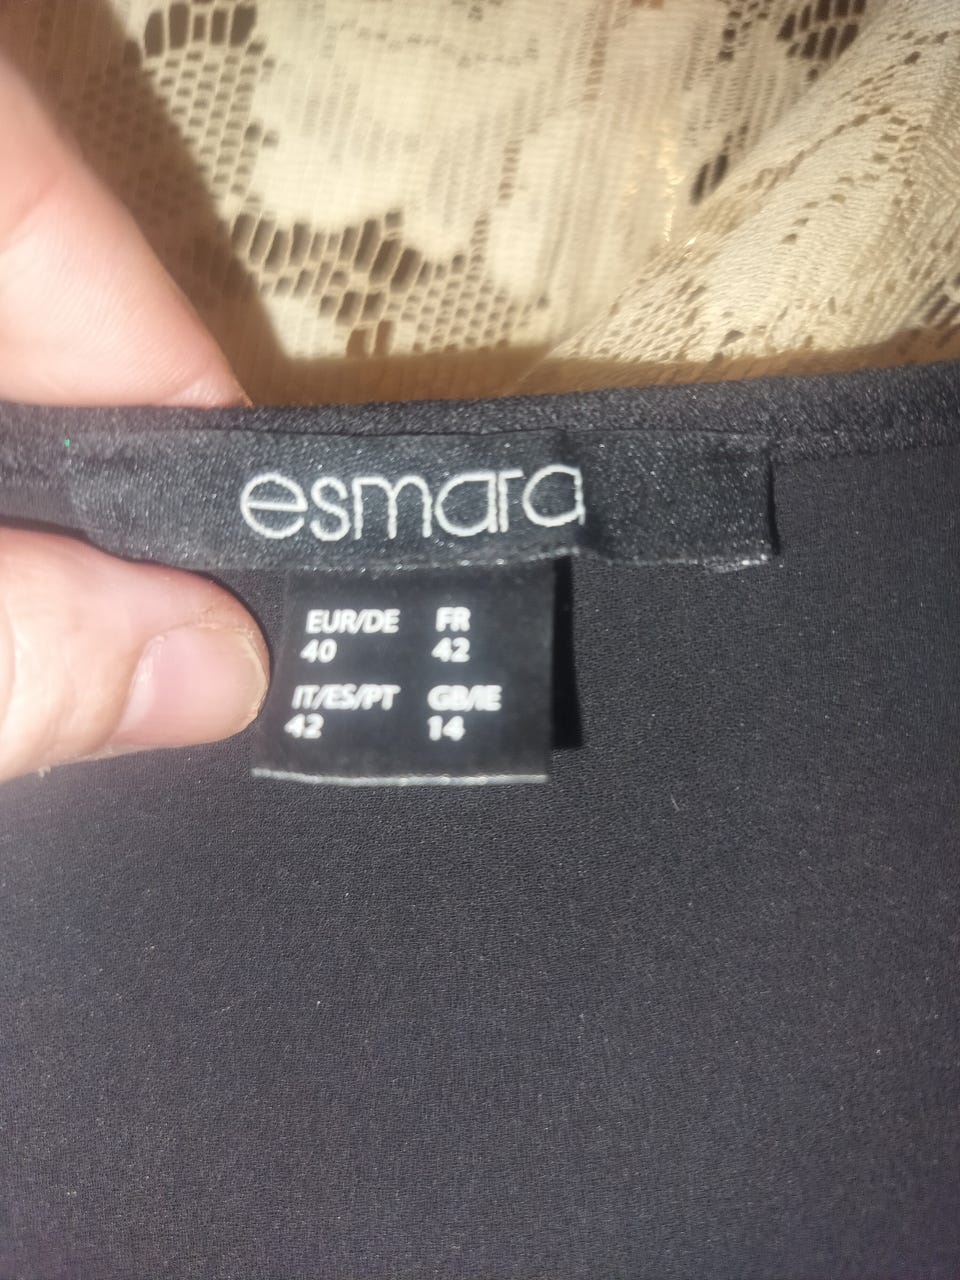 esmara
EUR/DE FR
40 42
IT/ES/PT GB/IE
42 14